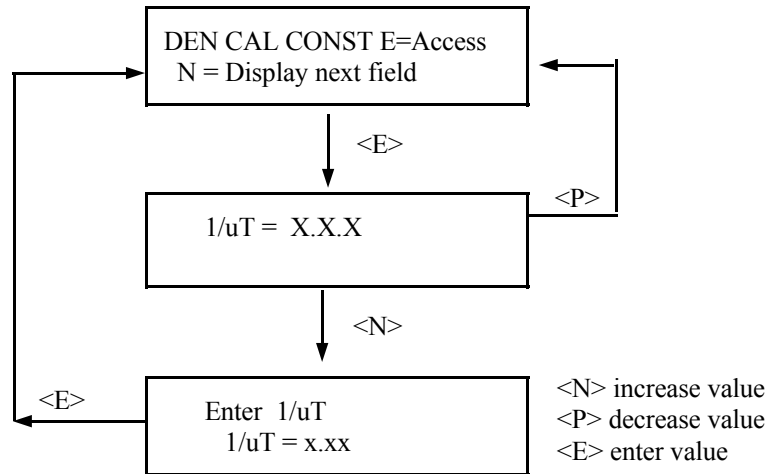 DEN CAL CONST E=Access
N = Display next field
<E>
1/uT = X.X.X
<P>
<N>
<E>
Enter 1/uT
1/uT = x.xx
<N> increase value
<P> decrease value
<E> enter value